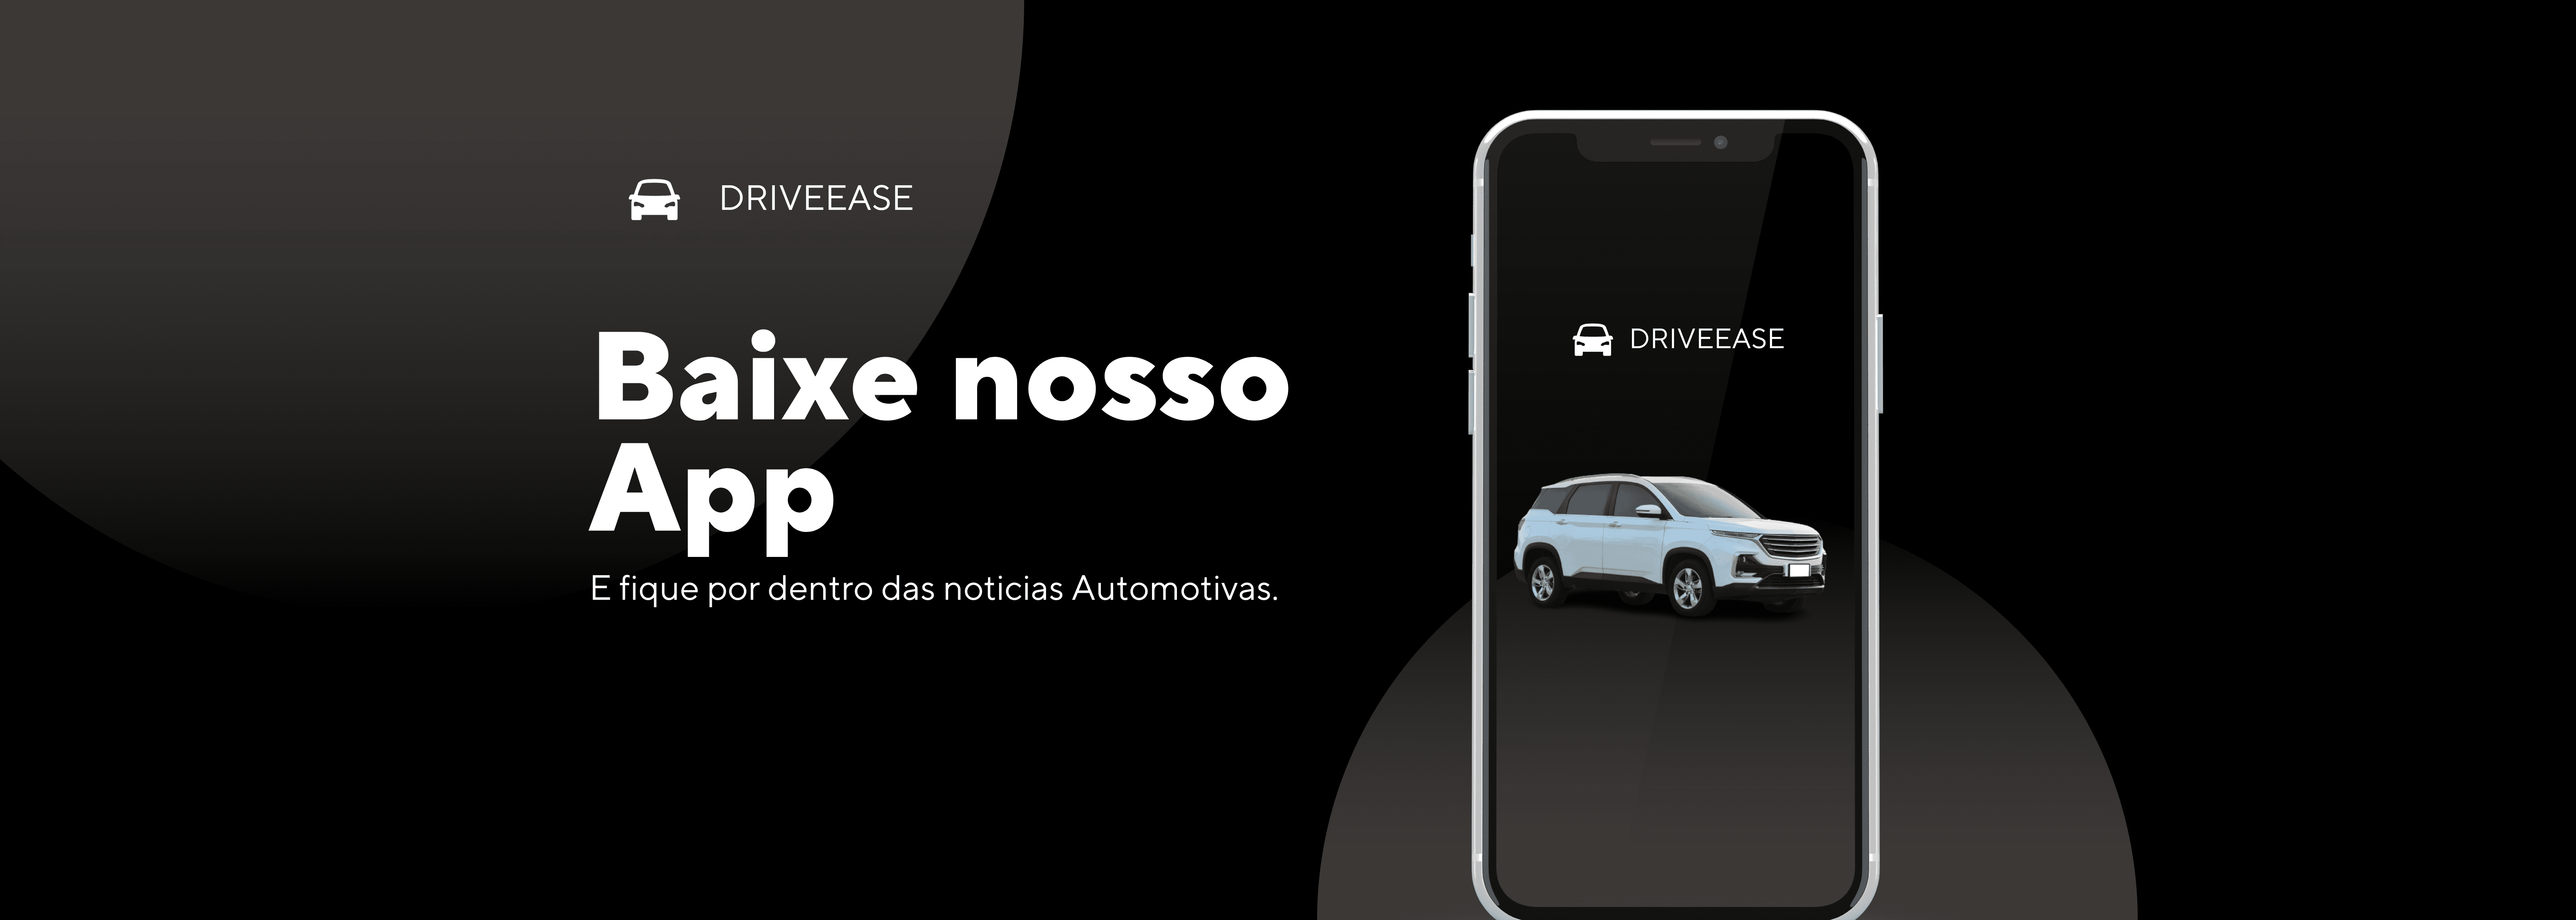 DRIVEEASE
Baixe nosso
App
E fique por dentro das noticias Automotivas.
DRIVEEASE